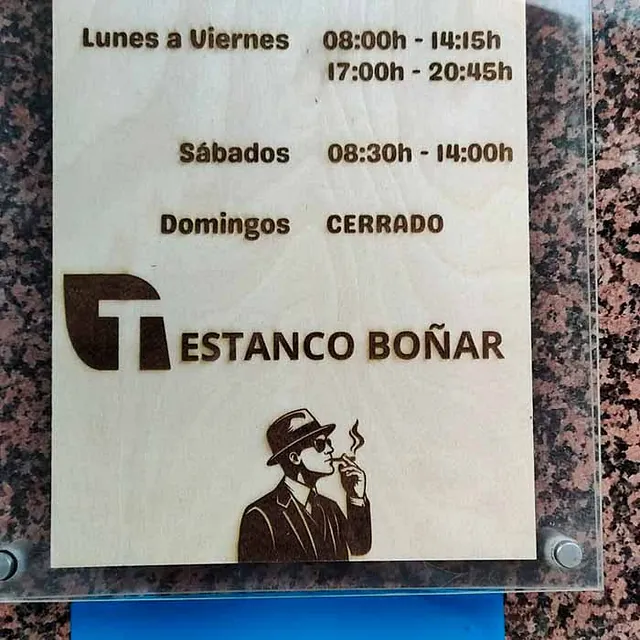 Lunes a Viernes 08:00h - 14:15h
17:00h - 20:45h
Sábados 08:30h - 14:00h
Domingos CERRADO
T ESTANCO BOÑAR